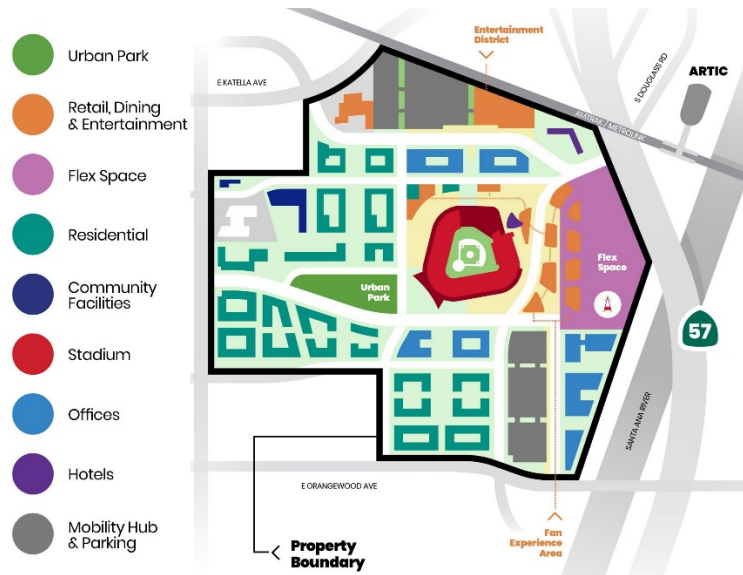 Urban Park
Retail, Dining
& Entertainment
Flex Space
Residential
Community
Facilities
Stadium
Offices
Hotels
Mobility Hub
& Parking
Entertainment
District
E KATELLA AVE
S DOUGLASS RD
ARTIC
AMTRAK / METROLINK
Flex
Space
Urban
Park
57
SANTA ANA RIVER
E ORANGEWOOD AVE
Fan
Experience
Area
Property
Boundary